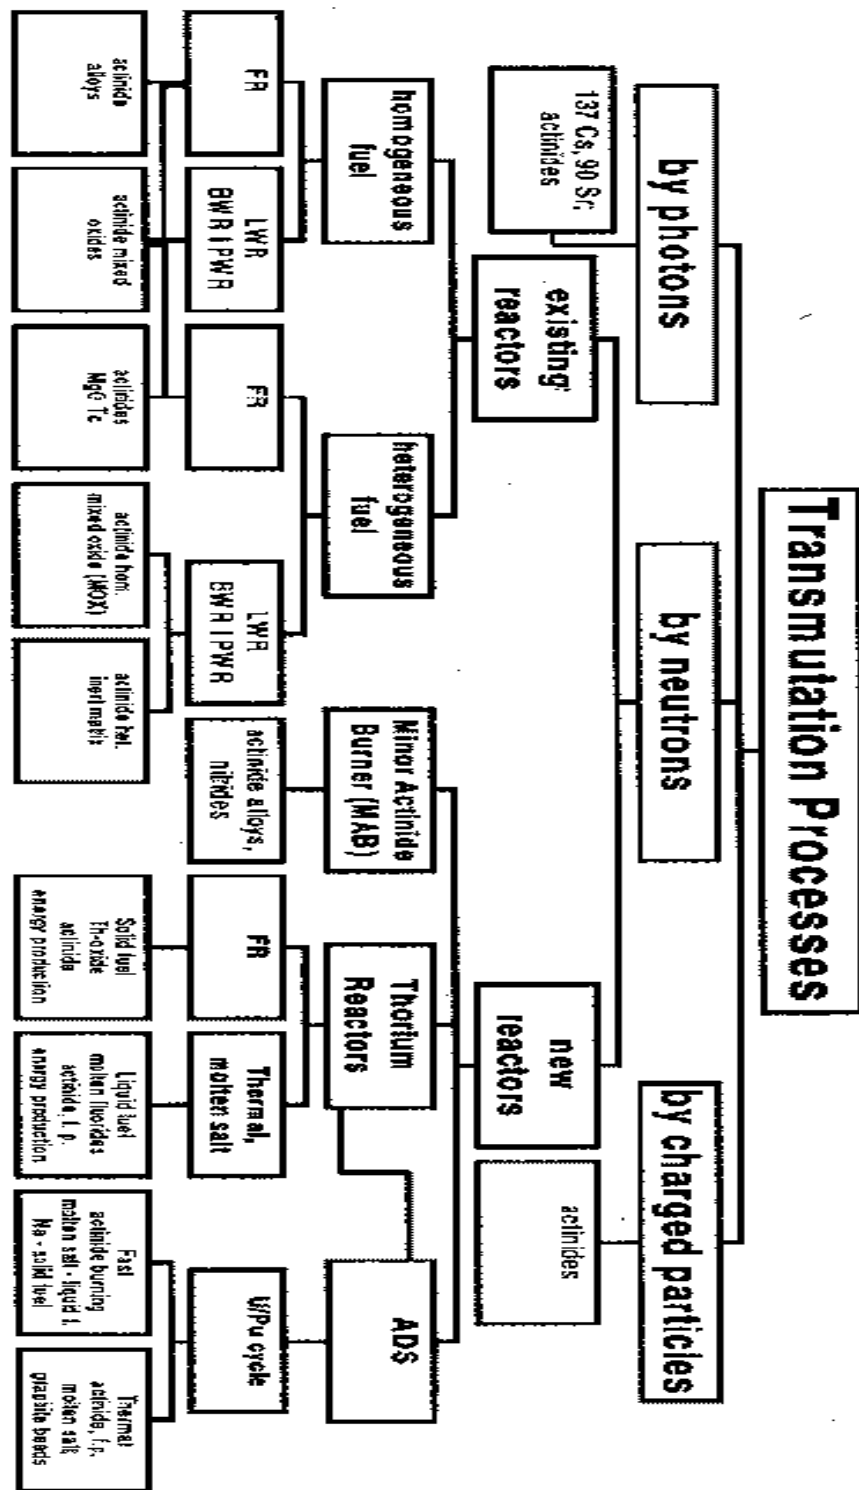 Transmutation Processes
by photons
by neutrons
by charged particles
137 Cs, 90 Sr,
actinides
existing
reactors
new
reactors
actinides
homogeneous
fuel
heterogeneous
fuel
Minor Actinide
Burner (MAB)
Thorium
Reactors
ADS
FR
LWR
BWR I PWR
FR
LWR
BWR I PWR
actinide alloys,
nitrides
FR
Thermal,
molten salt
U/Pu cycle
actinide
alloys
actinide mixed
oxides
actinides
MgO Tc
actinide hom.
mixed oxide (MOX)
actinide het.
inert matrix
Solid fuel
Th-oxide
actinide
energy production
Liquid fuel
molten fluorides
actinide, f. p.
energy production
Fast
actinide burning
molten salt - liquid f.
Na - solid fuel
Thermal
actinide, f.p.
molten salt
graphite beads